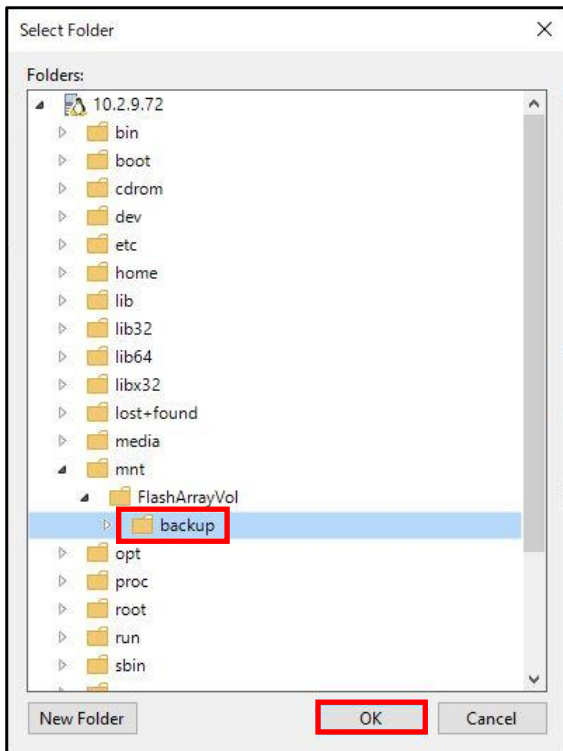 Select Folder
Folders:
10.2.9.72
bin
boot
cdrom
dev
etc
home
lib
lib32
lib64
libx32
lost+found
media
mnt
FlashArrayVol
backup
opt
proc
root
run
sbin
New Folder
OK
Cancel